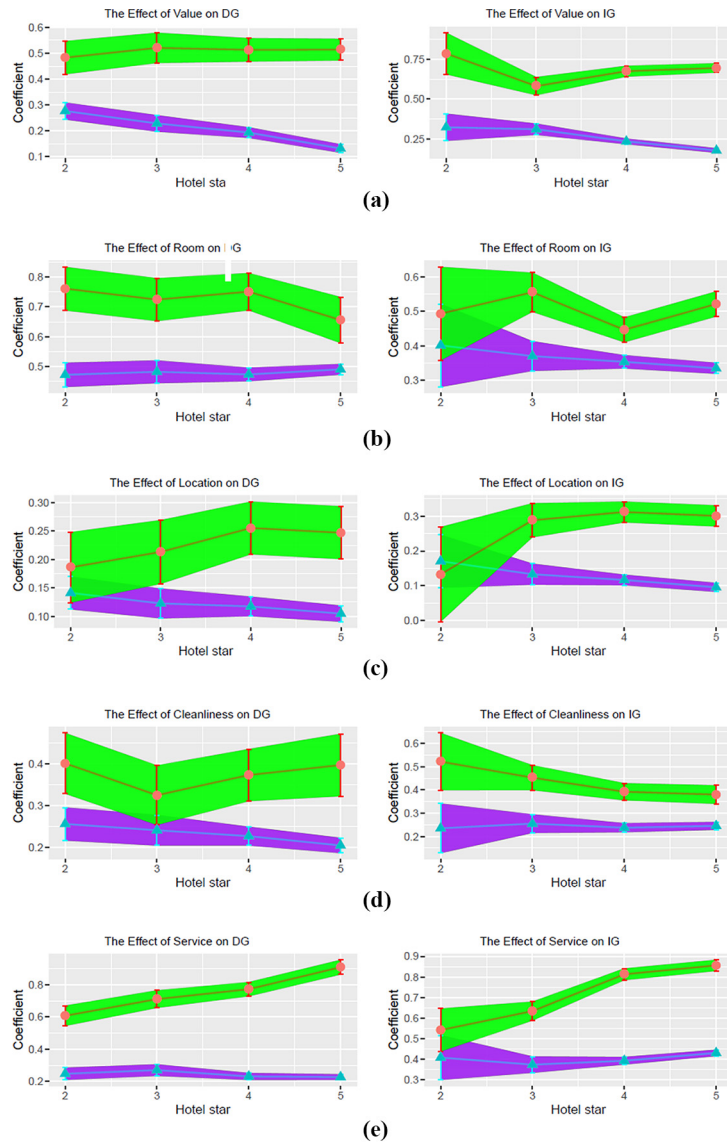 The Effect of Value on DG
Coefficient
0.6
0.5
0.4
0.3
0.2
0.1
2 3 4 5
Hotel sta
The Effect of Value on IG
Coefficient
0.75
0.50
0.25
2 3 4 5
Hotel star
(a)
The Effect of Room on DG
Coefficient
0.8
0.7
0.6
0.5
2 3 4 5
Hotel star
The Effect of Room on IG
Coefficient
0.6
0.5
0.4
0.3
2 3 4 5
Hotel star
(b)
The Effect of Location on DG
Coefficient
0.30
0.25
0.20
0.15
0.10
2 3 4 5
Hotel star
The Effect of Location on IG
Coefficient
0.3
0.2
0.1
0.0
2 3 4 5
Hotel star
(c)
The Effect of Cleanliness on DG
Coefficient
0.4
0.3
0.2
2 3 4 5
Hotel star
The Effect of Cleanliness on IG
Coefficient
0.6
0.5
0.4
0.3
0.2
2 3 4 5
Hotel star
(d)
The Effect of Service on DG
Coefficient
0.8
0.6
0.4
0.2
2 3 4 5
Hotel star
The Effect of Service on IG
Coefficient
0.9
0.8
0.7
0.6
0.5
0.4
0.3
2 3 4 5
Hotel star
(e)